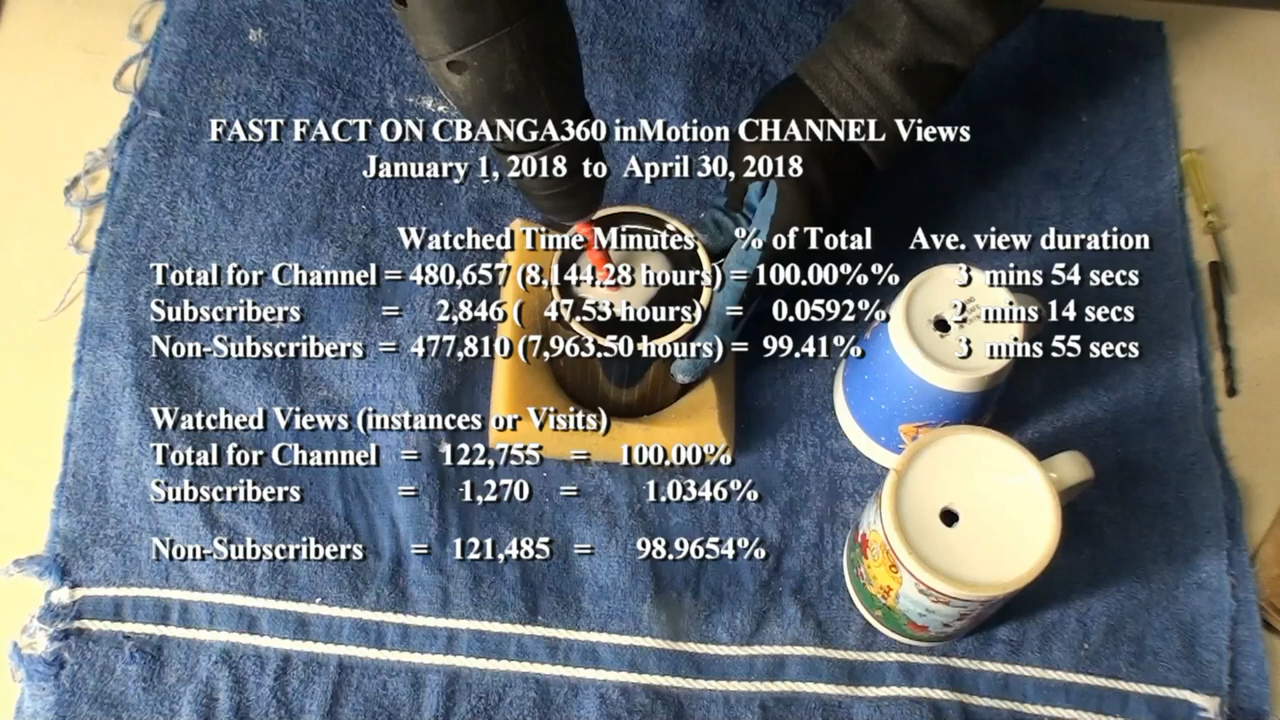 FAST FACT ON CBANGA360 inMotion CHANNEL Views
January 1, 2018 to April 30, 2018
Watched Time Minutes % of Total Ave. view duration
Total for Channel = 480,657 (8,144.28 hours) = 100.00%% 3 mins 54 secs
Subscribers = 2,846 ( 47.53 hours) = 0.0592% 2 mins 14 secs
Non-Subscribers = 477,810 (7,963.50 hours) = 99.41% 3 mins 55 secs
Watched Views (instances or Visits)
Total for Channel = 122,755 = 100.00%
Subscribers = 1,270 = 1.0346%
Non-Subscribers = 121,485 = 98.9654%